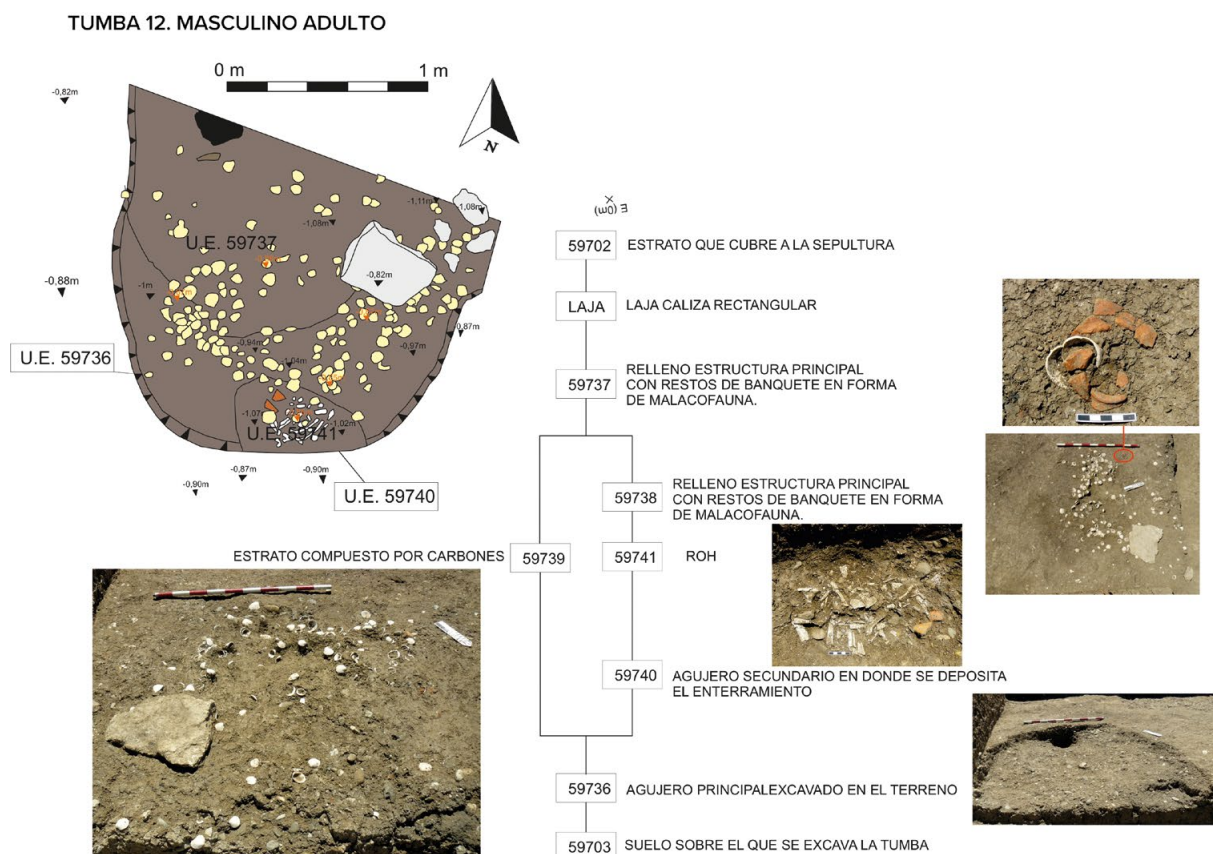 TUMBA 12. MASCULINO ADULTO
0 m
1 m
-0,82m
N
-1,11m
-1,08m
-1,08m
U.E. 59737
-0,82m
-0,88m
-1m
-0,87m
-0,94m
-0,97m
U.E. 59736
-1,04m
-1,07m
-1,02m
U.E. 59741
-0,87m
-0,90m
-0,90m
U.E. 59740
X
E (0m)
59702
ESTRATO QUE CUBRE A LA SEPULTURA
LAJA
LAJA CALIZA RECTANGULAR
59737
RELLENO ESTRUCTURA PRINCIPAL
CON RESTOS DE BANQUETE EN FORMA
DE MALACOFAUNA.
59738
RELLENO ESTRUCTURA PRINCIPAL
CON RESTOS DE BANQUETE EN FORMA
DE MALACOFAUNA.
ESTRATO COMPUESTO POR CARBONES
59739
59741
ROH
59740
AGUJERO SECUNDARIO EN DONDE SE DEPOSITA
EL ENTERRAMIENTO
59736
AGUJERO PRINCIPALEXCAVADO EN EL TERRENO
59703
SUELO SOBRE EL QUE SE EXCAVA LA TUMBA